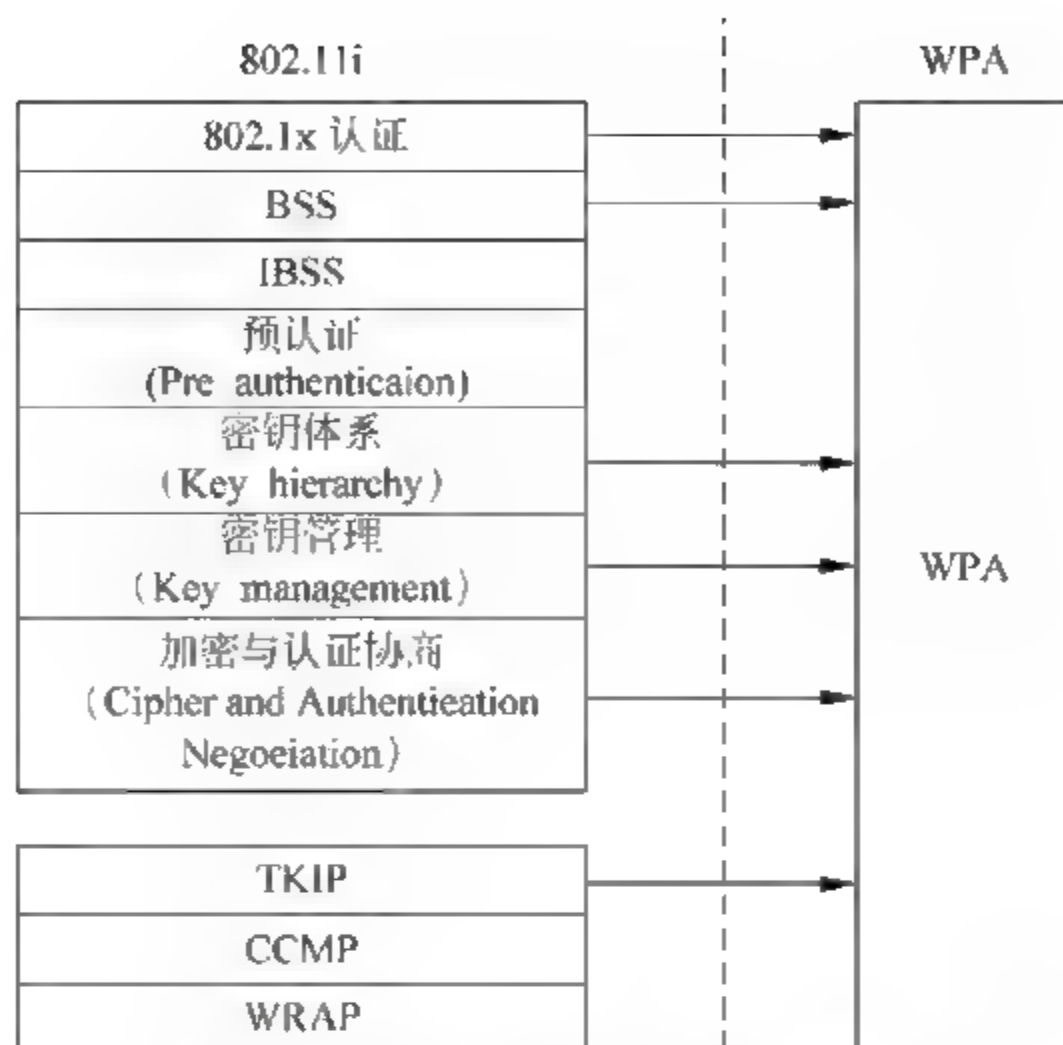 802.11i
WPA
802.1x 认证
BSS
IBSS
预认证
(Pre authenticaion)
密钥体系
(Key hierarchy)
密钥管理
(Key management)
WPA
加密与认证协商
(Cipher and Authentieation
Negoeiation)
TKIP
CCMP
WRAP